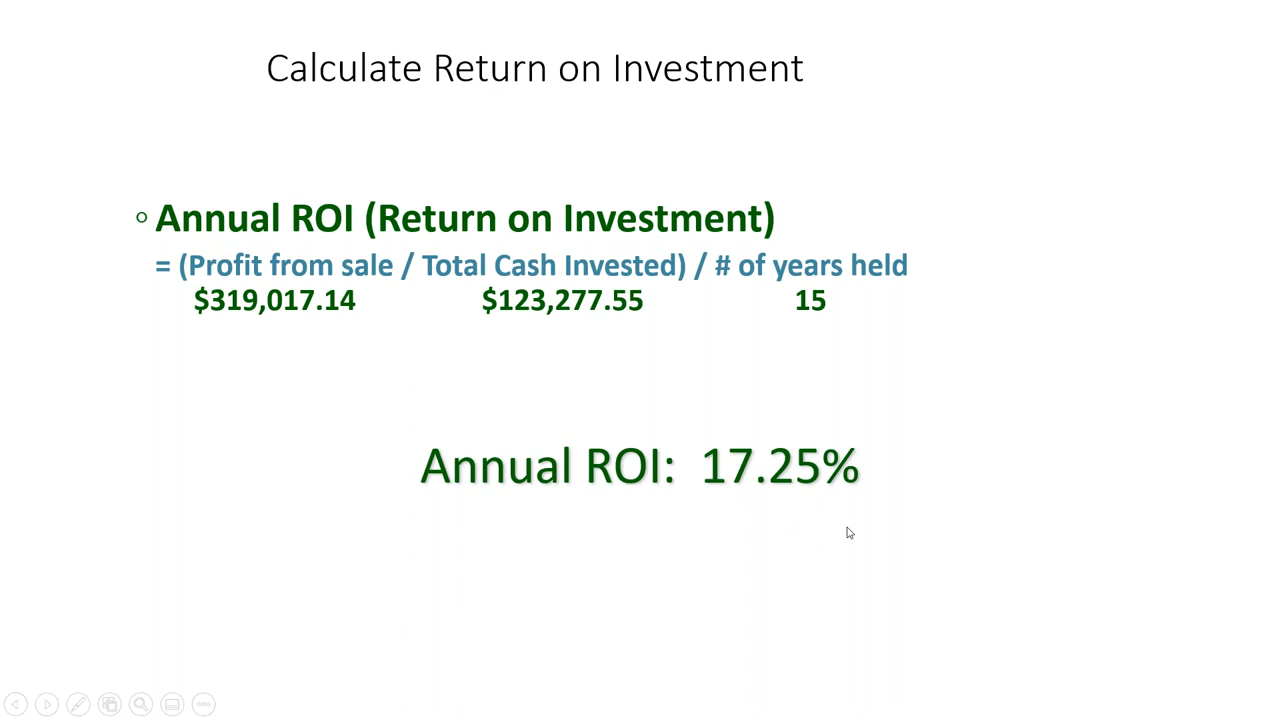 Calculate Return on Investment
Annual ROI (Return on Investment)
= (Profit from sale / Total Cash Invested) / # of years held
$319,017.14 $123,277.55 15
Annual ROI: 17.25%